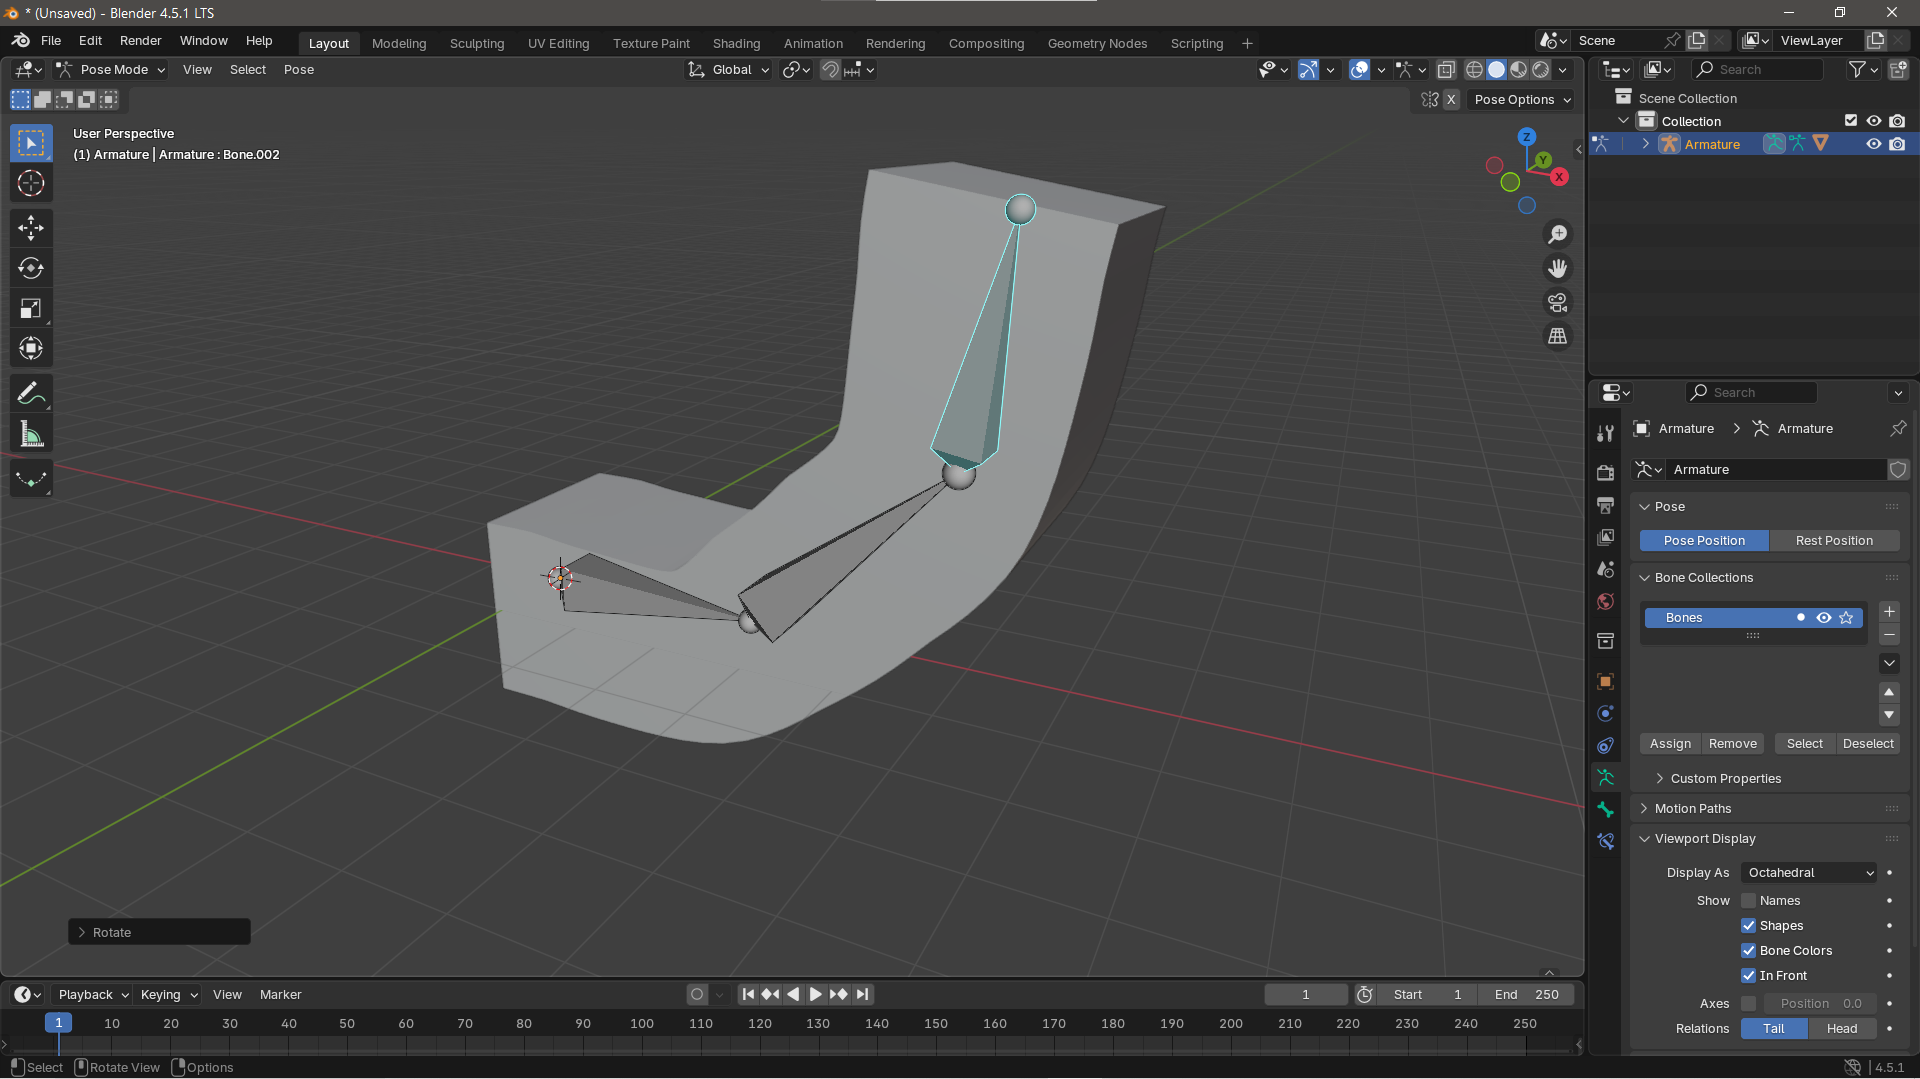 * (Unsaved) - Blender 4.5.1 LTS
File Edit Render Window Help Layout Modeling Sculpting UV Editing Texture Paint Shading Animation Rendering Compositing Geometry Nodes Scripting + Scene ViewLayer
Pose Mode View Select Pose Global Search
X Pose Options
Scene Collection
Collection
Armature
User Perspective
(1) Armature | Armature : Bone.002
Z
Y
X
Search
Armature > Armature
Armature
Pose
Pose Position Rest Position
Bone Collections
Bones
Assign Remove Select Deselect
Custom Properties
Motion Paths
Viewport Display
Display As Octahedral
Show Names
Shapes
Bone Colors
In Front
Axes Position 0.0
Relations Tail Head
Rotate
Playback Keying View Marker 1 Start 1 End 250
1 10 20 30 40 50 60 70 80 90 100 110 120 130 140 150 160 170 180 190 200 210 220 230 240 250
Select Rotate View Options 4.5.1